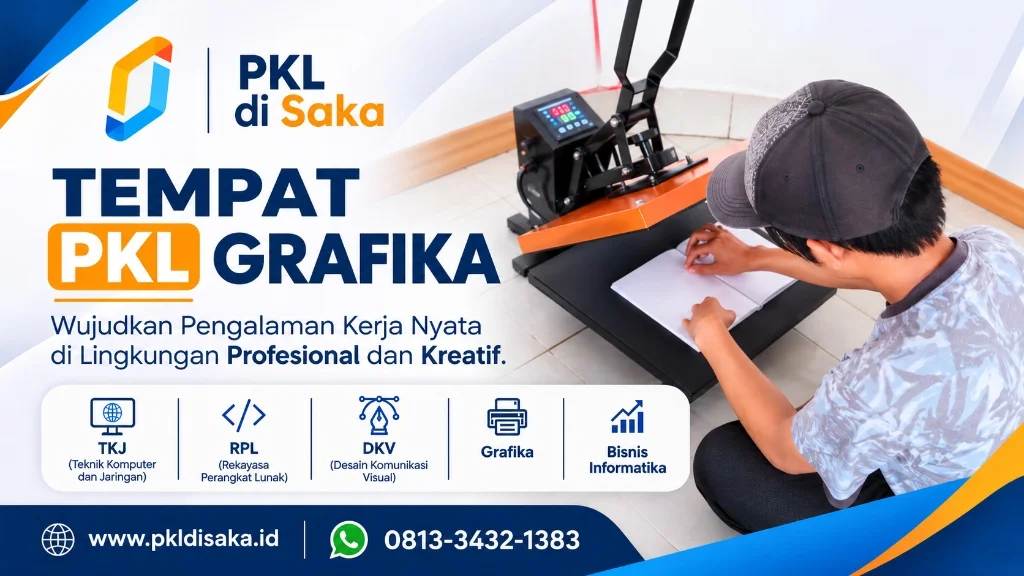 PKL
di Saka
TEMPAT
PKL GRAFIKA
Wujudkan Pengalaman Kerja Nyata
di Lingkungan Profesional dan Kreatif.
TKJ
(Teknik Komputer
dan Jaringan)
RPL
(Rekayasa
Perangkat Lunak)
DKV
(Desain Komunikasi
Visual)
Grafika
Bisnis
Informatika
www.pkldisaka.id
0813-3432-1383